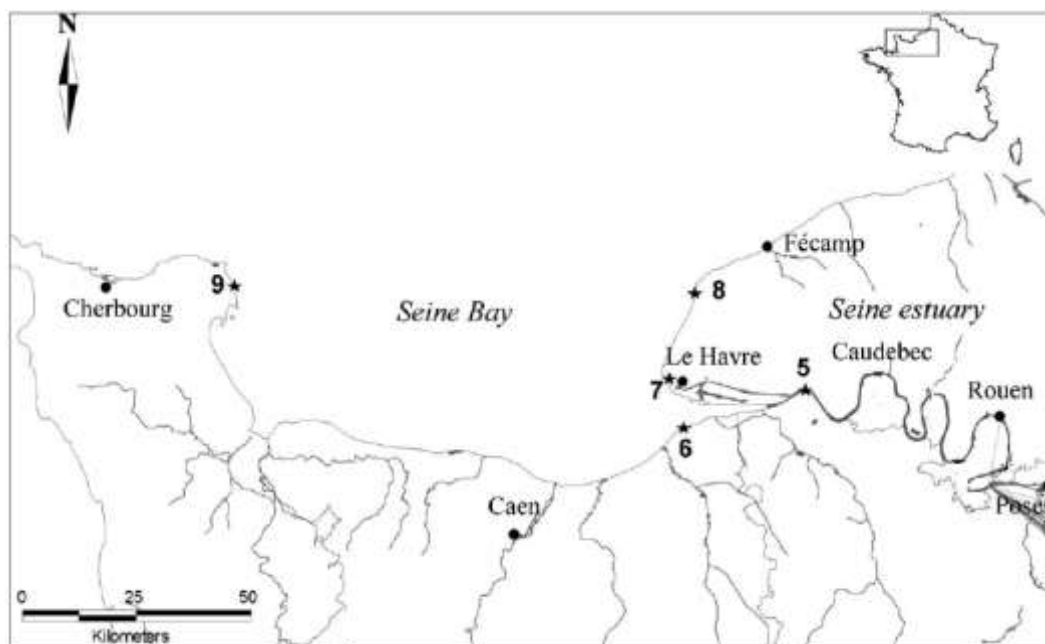 N
Fécamp
9
8
Cherbourg
Seine Bay
Seine estuary
Le Havre
5
Caudebec
7
Rouen
6
Caen
Poses
0 25 50
Kilometers